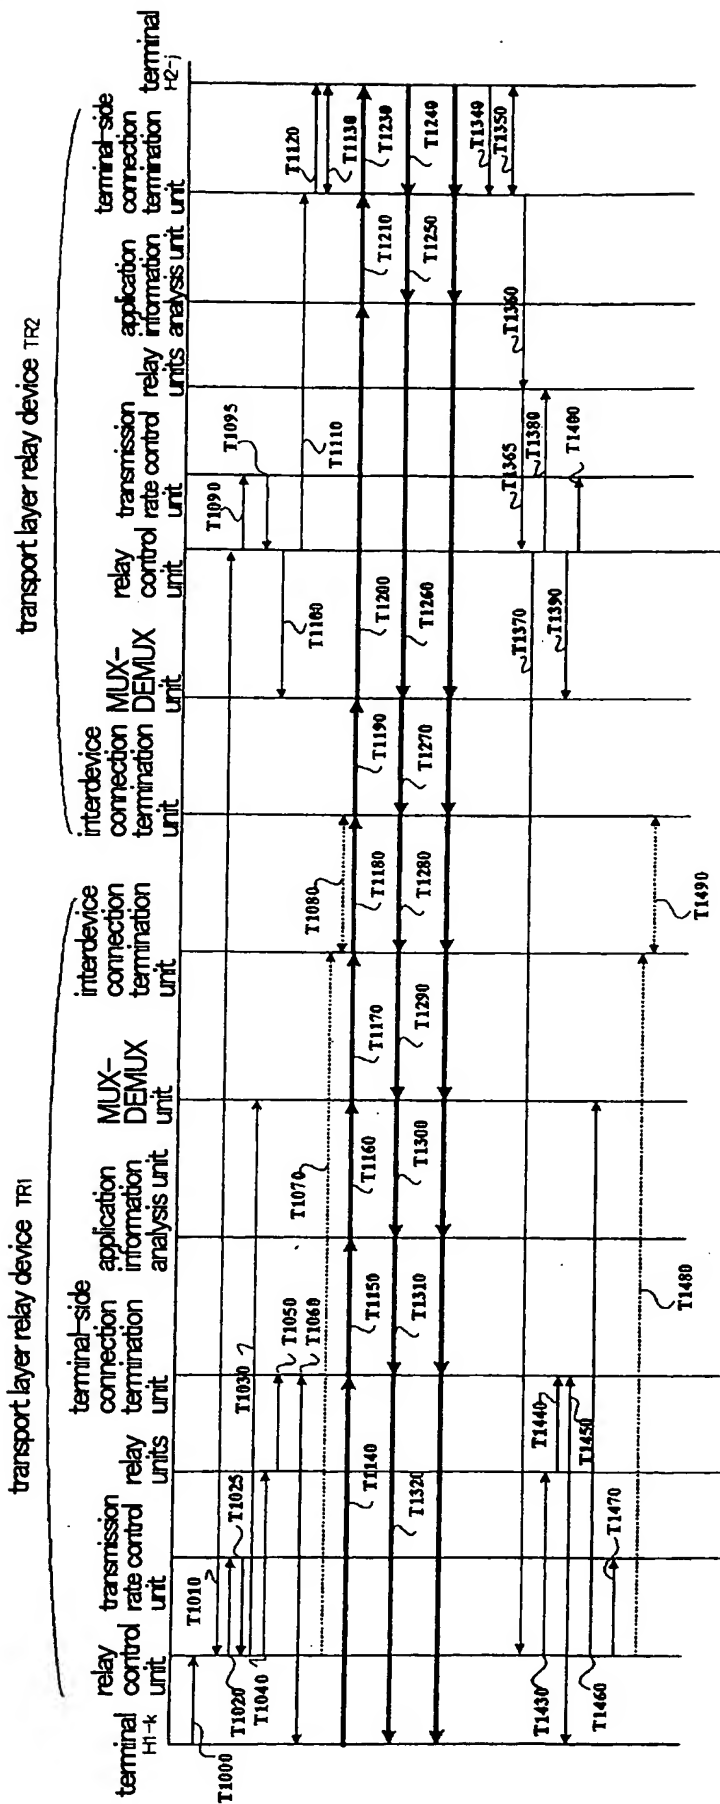 transport layer relay device TR1
transport layer relay device TR2
terminal
H1-k
relay
control
unit
transmission
rate control
unit
relay
units
terminal-side
connection
termination
unit
application
information
analysis unit
MUX-
DEMUX
unit
interdevice
connection
termination
unit
interdevice
connection
termination
unit
MUX-
DEMUX
unit
relay
control
unit
transmission
rate control
unit
relay
units
application
information
analysis unit
terminal-side
connection
termination
unit
terminal
H2-j
T1000
T1010
T1020
T1025
T1030
T1040
T1050
T1060
T1070
T1080
T1090
T1095
T1100
T1110
T1120
T1130
T1140
T1150
T1160
T1170
T1180
T1190
T1200
T1210
T1230
T1240
T1250
T1260
T1270
T1280
T1290
T1300
T1310
T1320
T1340
T1350
T1360
T1365
T1370
T1380
T1390
T1400
T1430
T1440
T1450
T1460
T1470
T1480
T1490